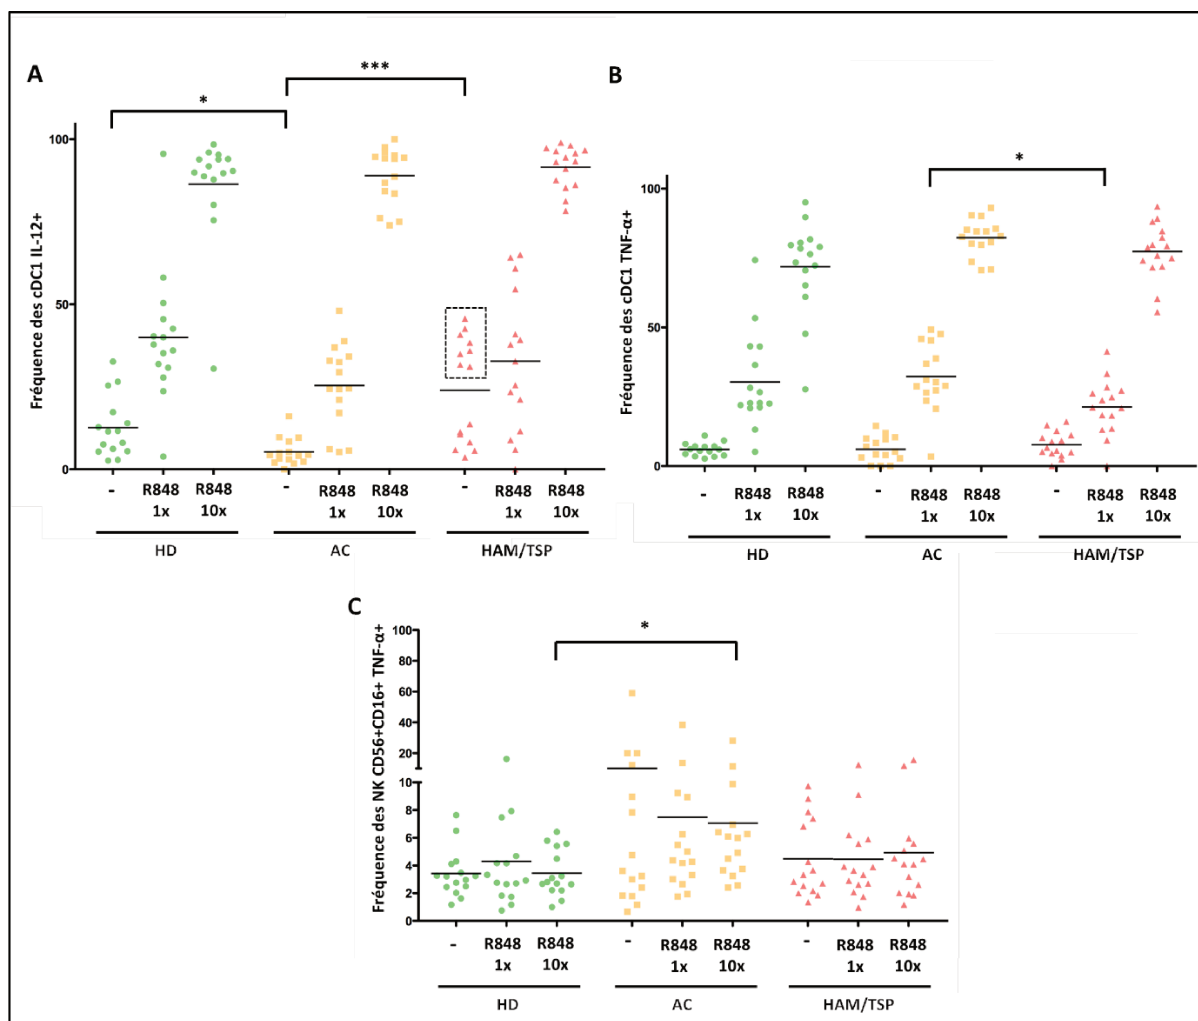 A
***
*
Fréquence des cDC1 IL-12+
100
50
0
- R848 R848 - R848 R848 - R848 R848
1x 10x 1x 10x 1x 10x
HD AC HAM/TSP
B
*
Fréquence des cDC1 TNF-α+
100
50
0
- R848 R848 - R848 R848 - R848 R848
1x 10x 1x 10x 1x 10x
HD AC HAM/TSP
C
*
Fréquence des NK CD56+CD16+ TNF-α+
100
80
60
40
20
10
8
6
4
2
0
- R848 R848 - R848 R848 - R848 R848
1x 10x 1x 10x 1x 10x
HD AC HAM/TSP